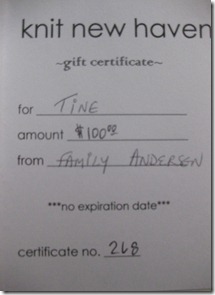 knit new haven
~gift certificate~
for TINE
amount $100.00
from FAMILY ANDERSEN
***no expiration date***
certificate no. 268